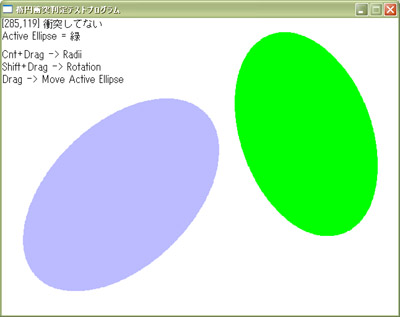 楕円衝突判定テストプログラム
[285,119] 衝突してない
Active Ellipse = 緑
Cnt+Drag -> Radii
Shift+Drag -> Rotation
Drag -> Move Active Ellipse